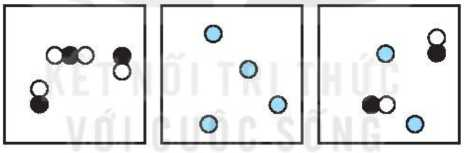 KẾT NỐI TRI THỨC
VỚI CUỘC SỐNG